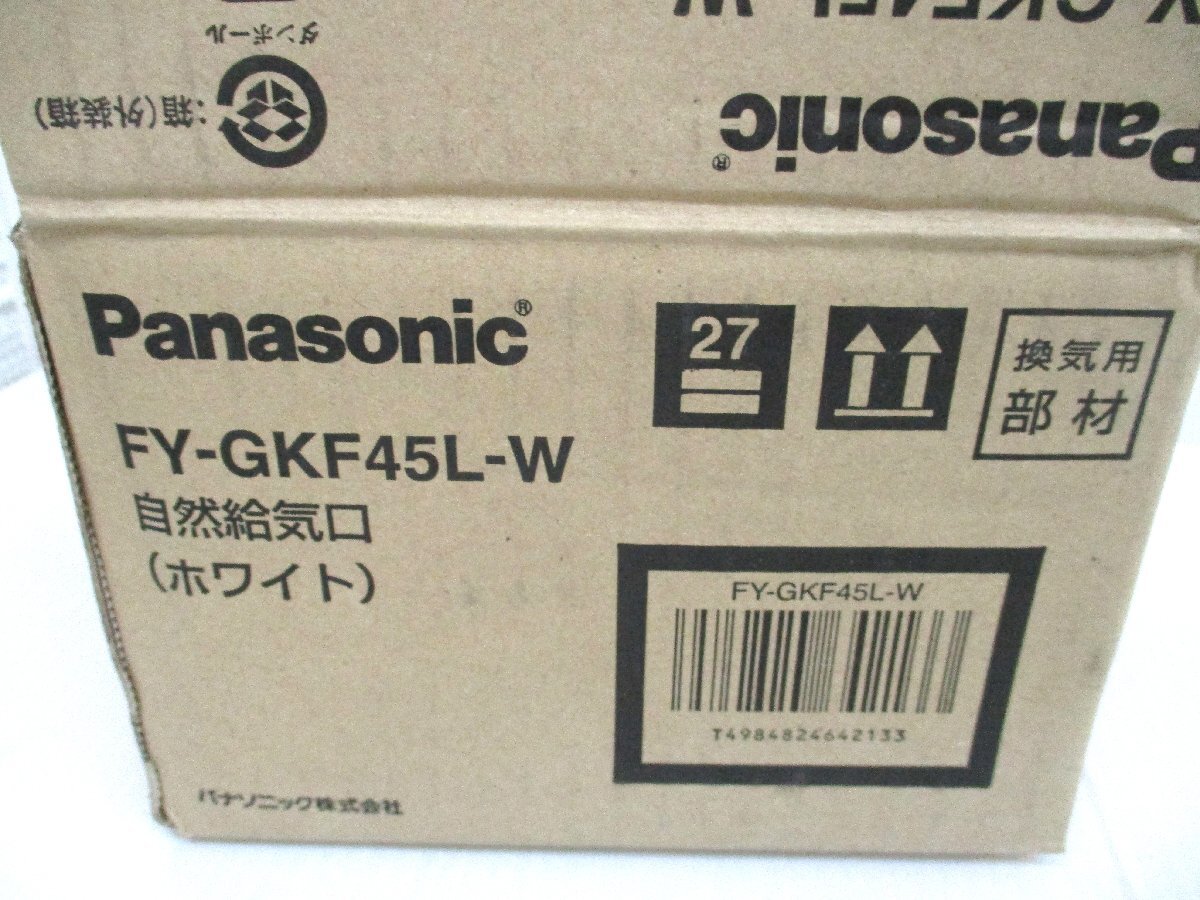 Y-GKF45L-W
Panasonic®
ダンボール
:箱(外装箱)
Panasonic®
FY-GKF45L-W
自然給気口
(ホワイト)
27
換気用
部材
FY-GKF45L-W
T4984824642133
パナソニック株式会社